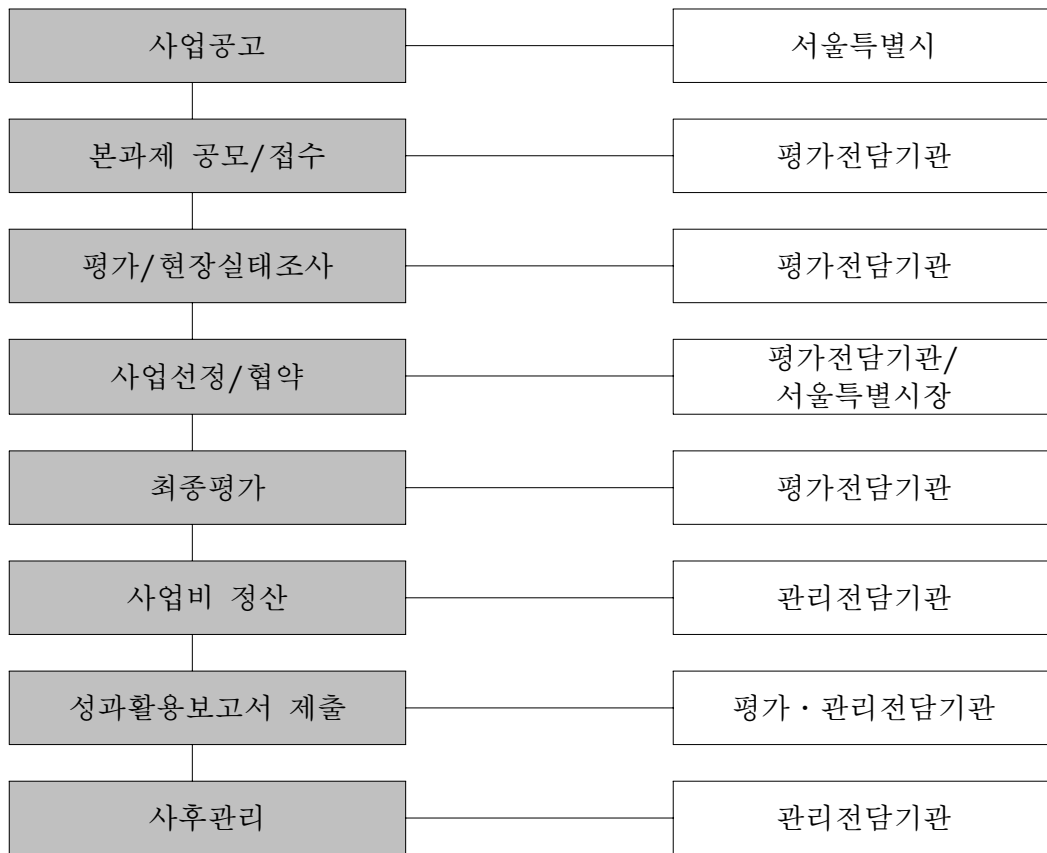 사업공고
서울특별시
본과제 공모/접수
평가전담기관
평가/현장실태조사
평가전담기관
사업선정/협약
평가전담기관/
서울특별시장
최종평가
평가전담기관
사업비 정산
관리전담기관
성과활용보고서 제출
평가·관리전담기관
사후관리
관리전담기관